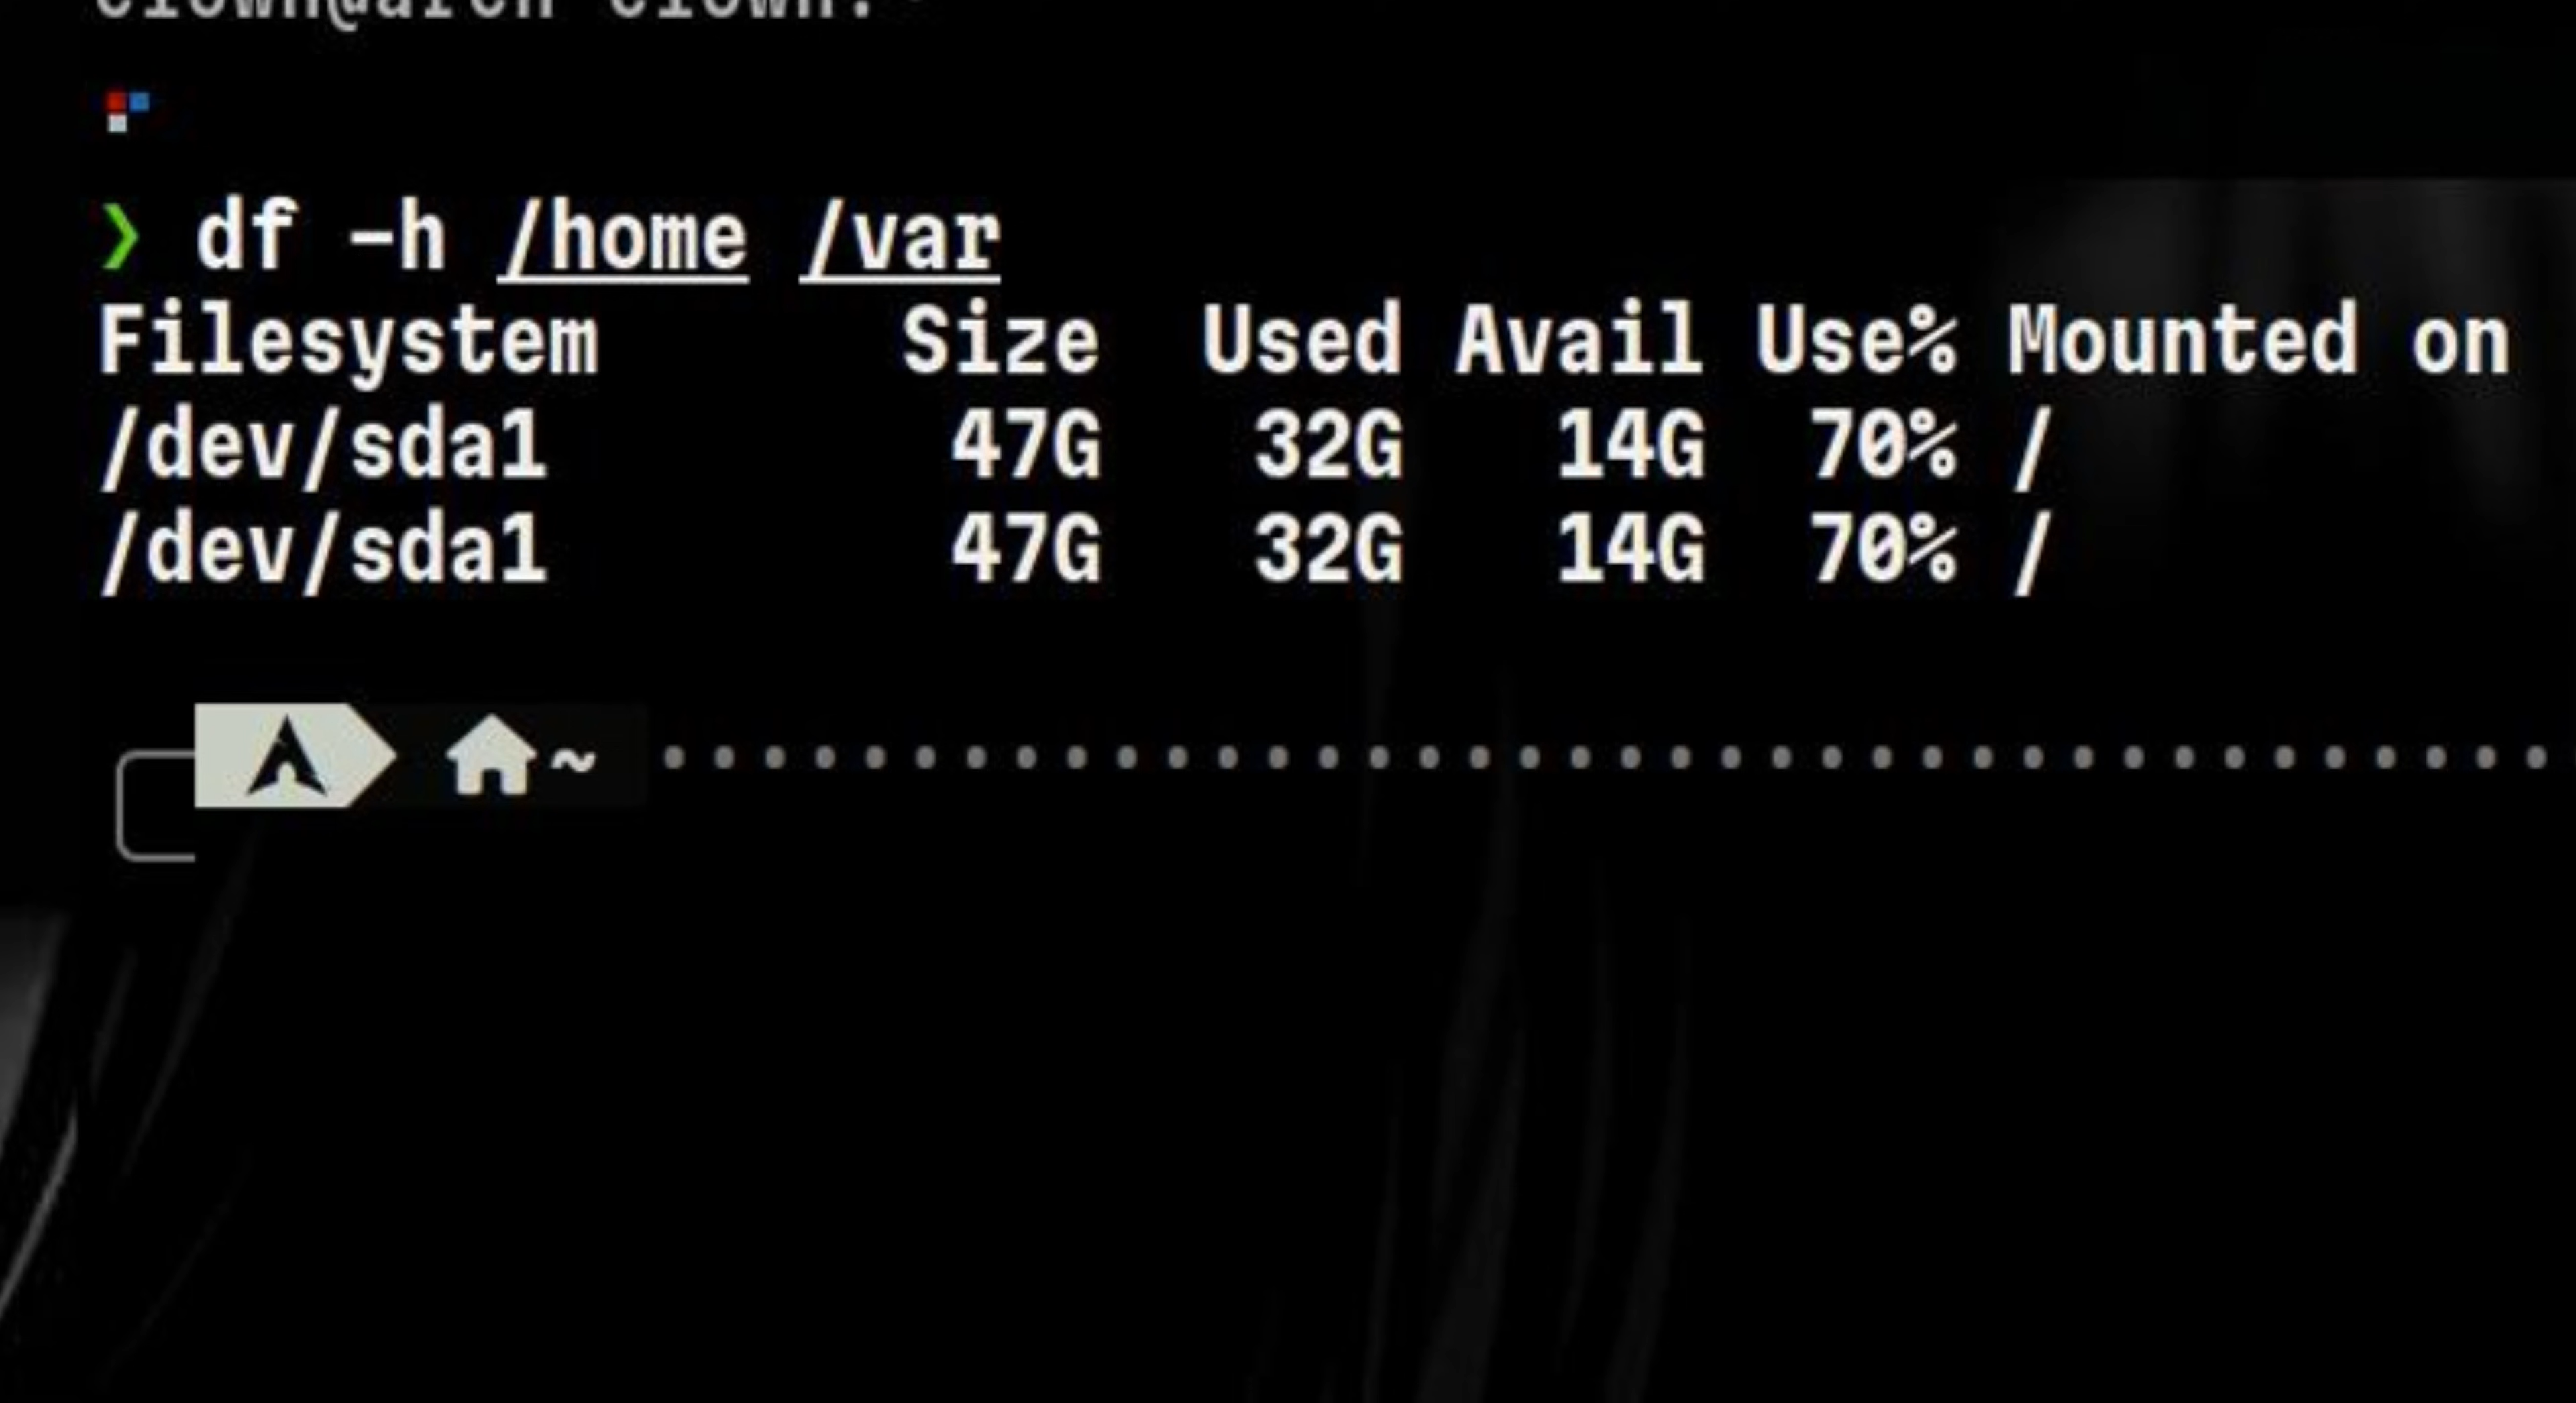 ❯ df -h /home /var
Filesystem      Size  Used Avail Use% Mounted on
/dev/sda1        47G   32G   14G  70% /
/dev/sda1        47G   32G   14G  70% /
~